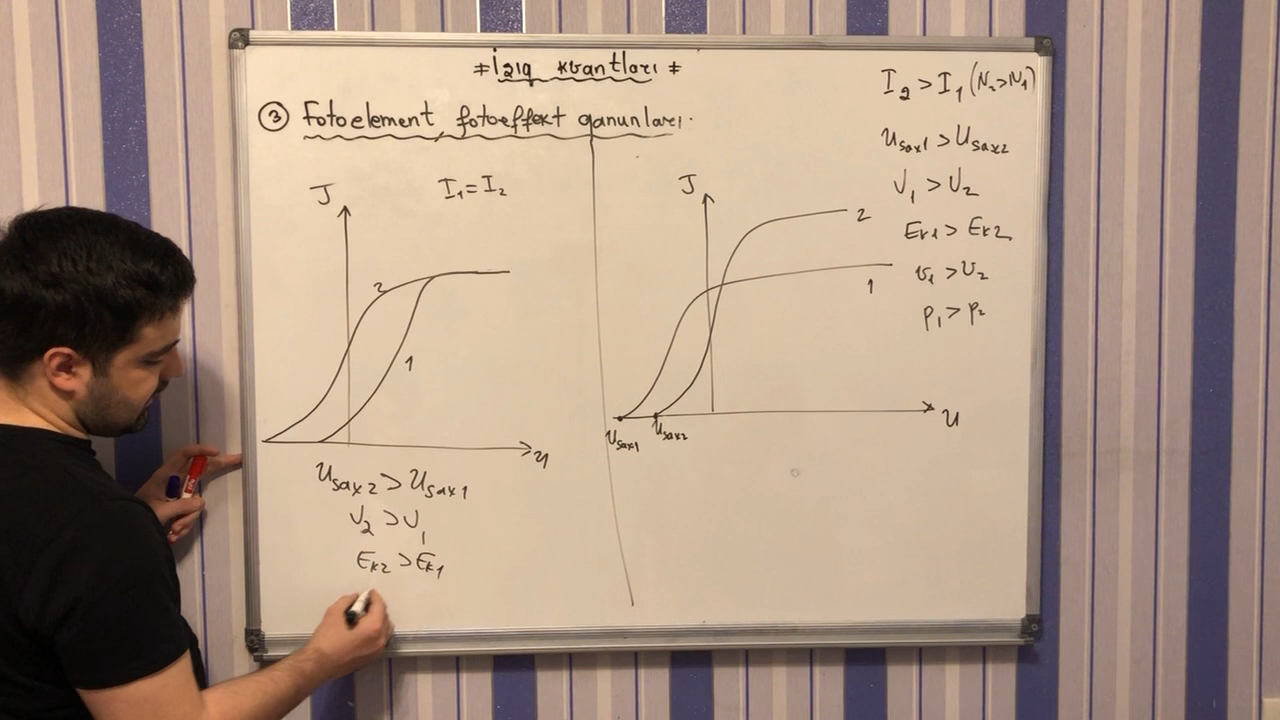 ≠ İşıq kvantları ≠
③ Fotoelement, fotoeffekt qanunları.
J
I₁ = I₂
2
1
U
Usax2 > Usax1
ν₂ > ν₁
Ek2 > Ek1
J
2
1
Usax1
Usax2
U
I₂ > I₁ (N₂ > N₁)
Usax1 > Usax2
ν₁ > ν₂
Ek1 > Ek2
υ₁ > υ₂
p₁ > p₂